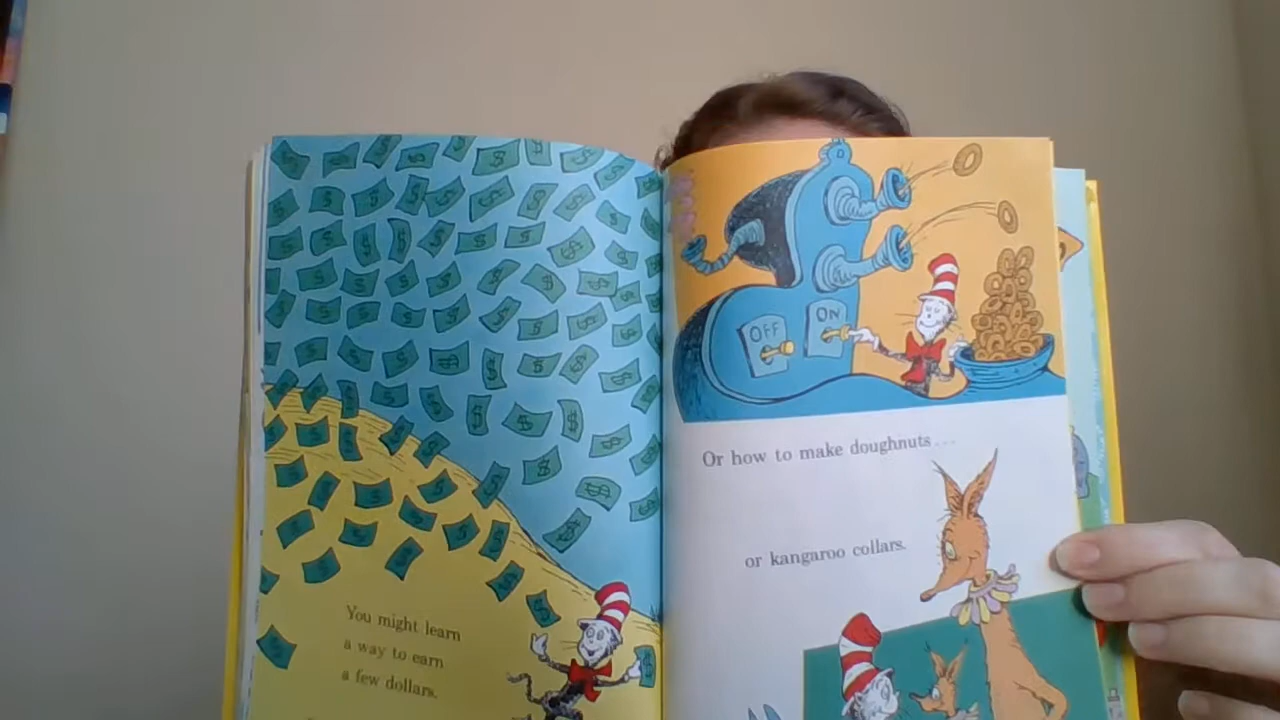 You might learn
a way to earn
a few dollars.
OFF
ON
Or how to make doughnuts . . .
or kangaroo collars.